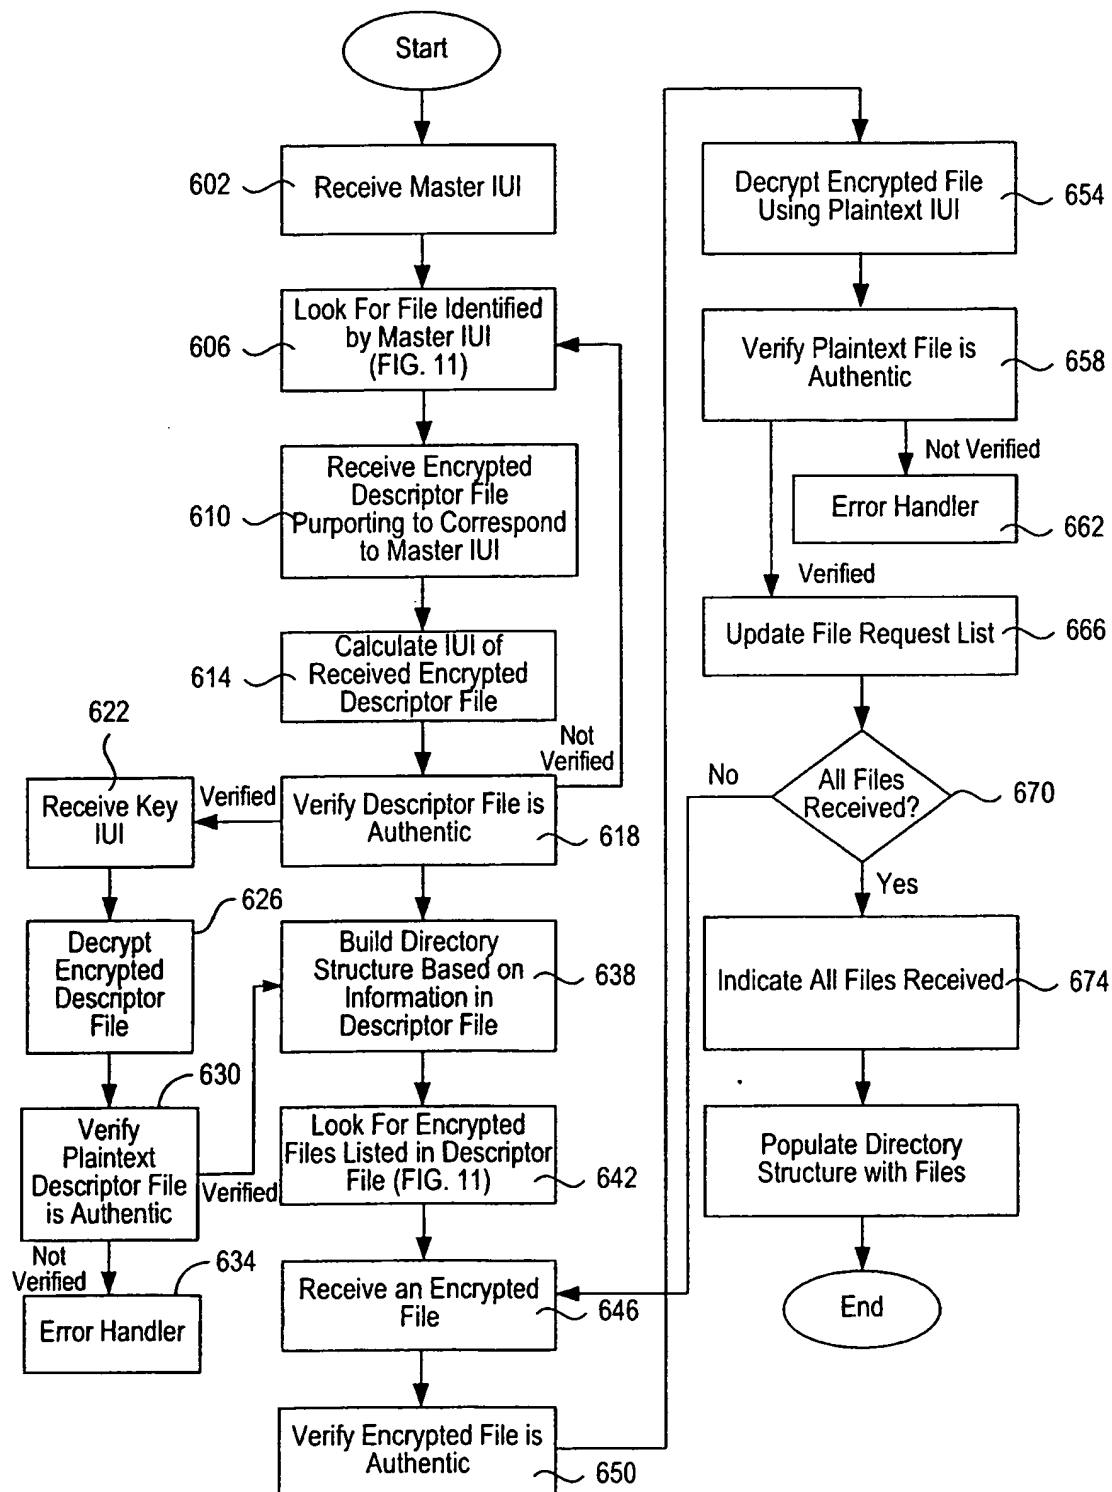 Start
602
Receive Master IUI
606
Look For File Identified
by Master IUI
(FIG. 11)
610
Receive Encrypted
Descriptor File
Purporting to Correspond
to Master IUI
614
Calculate IUI of
Received Encrypted
Descriptor File
Not
Verified
618
Verify Descriptor File is
Authentic
Verified
622
Receive Key
IUI
626
Decrypt
Encrypted
Descriptor
File
630
Verify
Plaintext
Descriptor File
is Authentic
Verified
Not
Verified
634
Error Handler
Build Directory
Structure Based on
Information in
Descriptor File
638
Look For Encrypted
Files Listed in Descriptor
File (FIG. 11)
642
Receive an Encrypted
File
646
Verify Encrypted File is
Authentic
650
Decrypt Encrypted File
Using Plaintext IUI
654
Verify Plaintext File is
Authentic
658
Not Verified
Error Handler
662
Verified
Update File Request List
666
All Files
Received?
670
No
Yes
Indicate All Files Received
674
Populate Directory
Structure with Files
End